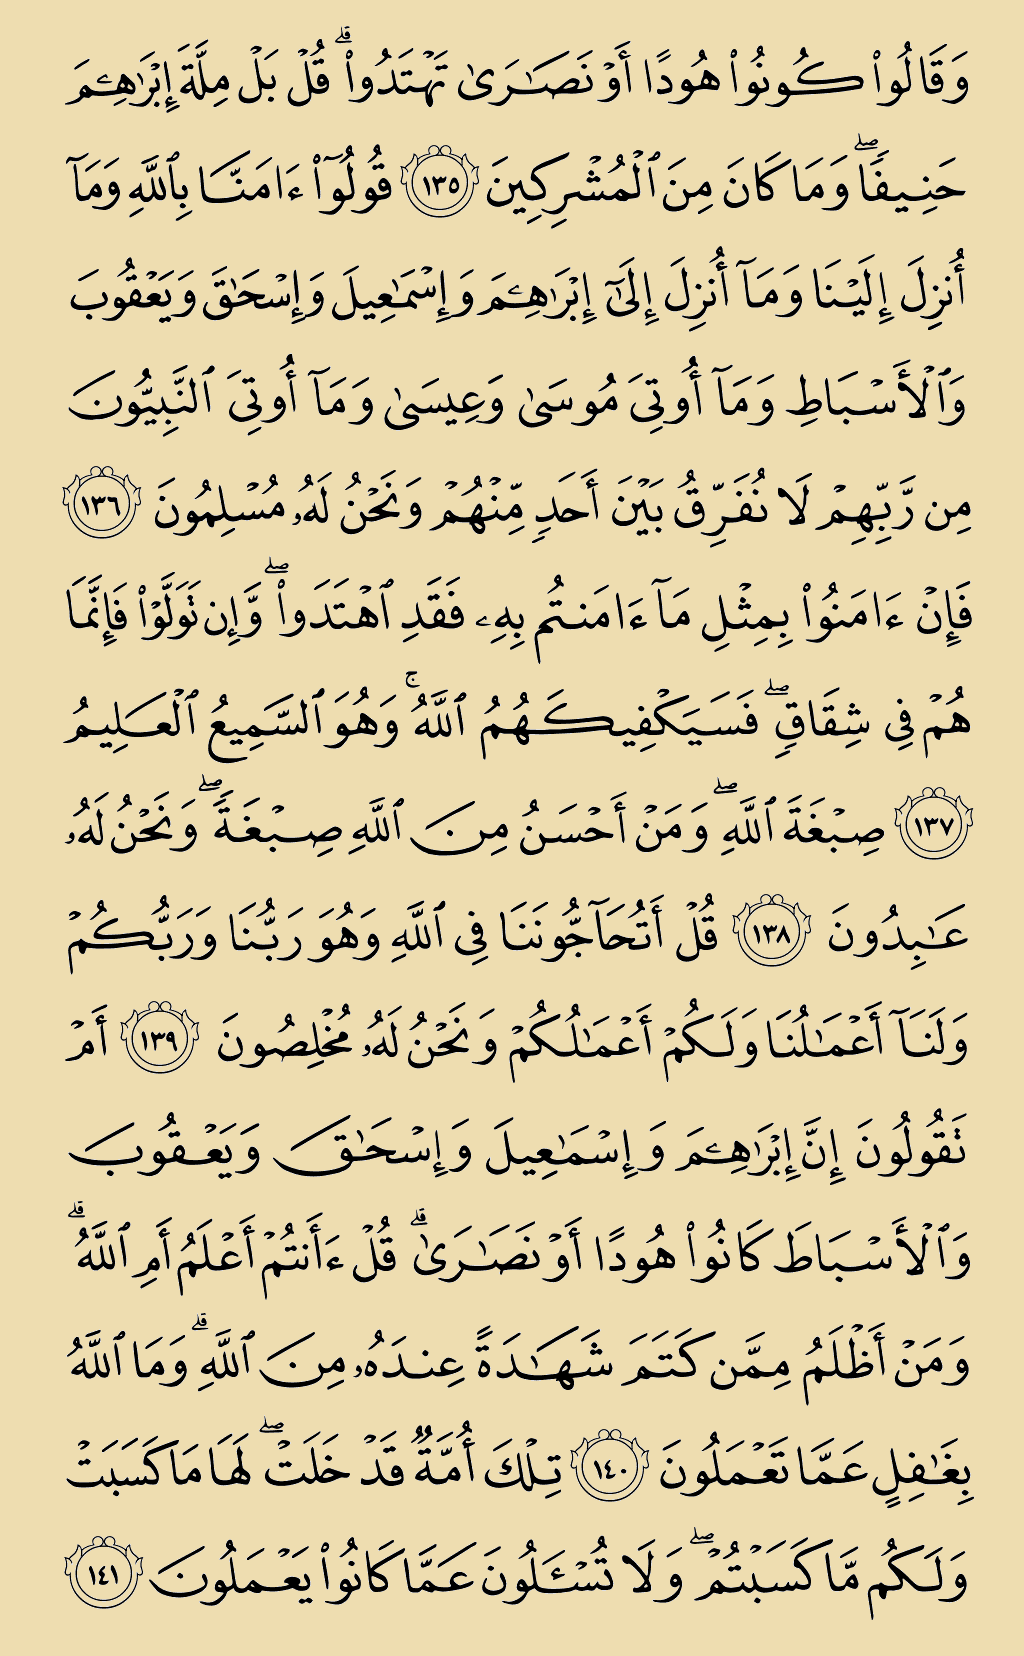 وَقَالُوا۟ كُونُوا۟ هُودًا أَوْ نَصَـٰرَىٰ تَهْتَدُوا۟ ۗ قُلْ بَلْ مِلَّةَ إِبْرَٰهِـۧمَ
حَنِيفًا ۖ وَمَا كَانَ مِنَ ٱلْمُشْرِكِينَ ١٣٥ قُولُوٓا۟ ءَامَنَّا بِٱللَّهِ وَمَآ
أُنزِلَ إِلَيْنَا وَمَآ أُنزِلَ إِلَىٰٓ إِبْرَٰهِـۧمَ وَإِسْمَـٰعِيلَ وَإِسْحَـٰقَ وَيَعْقُوبَ
وَٱلْأَسْبَاطِ وَمَآ أُوتِىَ مُوسَىٰ وَعِيسَىٰ وَمَآ أُوتِىَ ٱلنَّبِيُّونَ
مِن رَّبِّهِمْ لَا نُفَرِّقُ بَيْنَ أَحَدٍ مِّنْهُمْ وَنَحْنُ لَهُۥ مُسْلِمُونَ ١٣٦
فَإِنْ ءَامَنُوا۟ بِمِثْلِ مَآ ءَامَنتُم بِهِۦ فَقَدِ ٱهْتَدَوا۟ ۖ وَّإِن تَوَلَّوْا۟ فَإِنَّمَا
هُمْ فِى شِقَاقٍ ۖ فَسَيَكْفِيكَهُمُ ٱللَّهُ ۚ وَهُوَ ٱلسَّمِيعُ ٱلْعَلِيمُ
١٣٧ صِبْغَةَ ٱللَّهِ ۖ وَمَنْ أَحْسَنُ مِنَ ٱللَّهِ صِبْغَةً ۖ وَنَحْنُ لَهُۥ
عَـٰبِدُونَ ١٣٨ قُلْ أَتُحَآجُّونَنَا فِى ٱللَّهِ وَهُوَ رَبُّنَا وَرَبُّكُمْ
وَلَنَآ أَعْمَـٰلُنَا وَلَكُمْ أَعْمَـٰلُكُمْ وَنَحْنُ لَهُۥ مُخْلِصُونَ ١٣٩ أَمْ
تَقُولُونَ إِنَّ إِبْرَٰهِـۧمَ وَإِسْمَـٰعِيلَ وَإِسْحَـٰقَ وَيَعْقُوبَ
وَٱلْأَسْبَاطَ كَانُوا۟ هُودًا أَوْ نَصَـٰرَىٰ ۗ قُلْ ءَأَنتُمْ أَعْلَمُ أَمِ ٱللَّهُ ۗ
وَمَنْ أَظْلَمُ مِمَّن كَتَمَ شَهَـٰدَةً عِندَهُۥ مِنَ ٱللَّهِ ۗ وَمَا ٱللَّهُ
بِغَـٰفِلٍ عَمَّا تَعْمَلُونَ ١٤٠ تِلْكَ أُمَّةٌ قَدْ خَلَتْ ۖ لَهَا مَا كَسَبَتْ
وَلَكُم مَّا كَسَبْتُمْ ۖ وَلَا تُسْـَٔلُونَ عَمَّا كَانُوا۟ يَعْمَلُونَ ١٤١